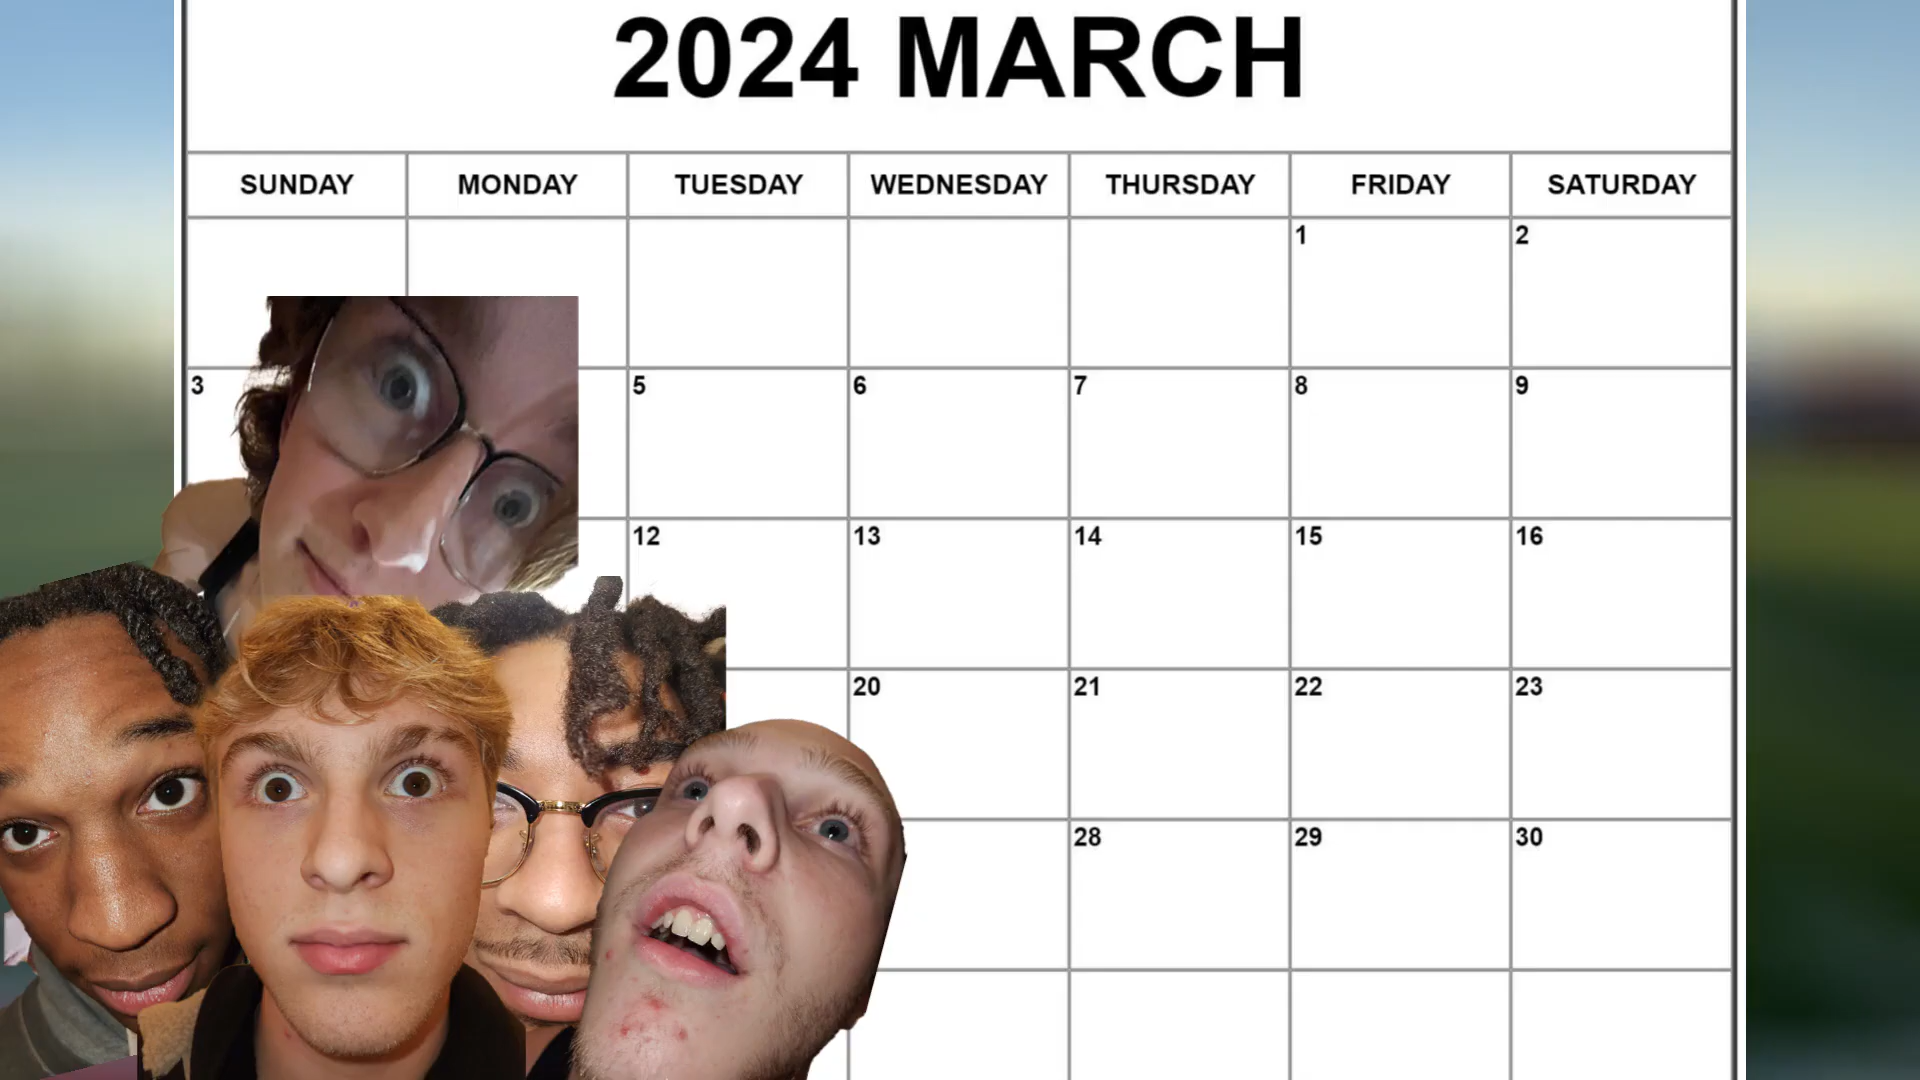 2024 MARCH
SUNDAY MONDAY TUESDAY WEDNESDAY THURSDAY FRIDAY SATURDAY
1 2
3 5 6 7 8 9
12 13 14 15 16
20 21 22 23
28 29 30